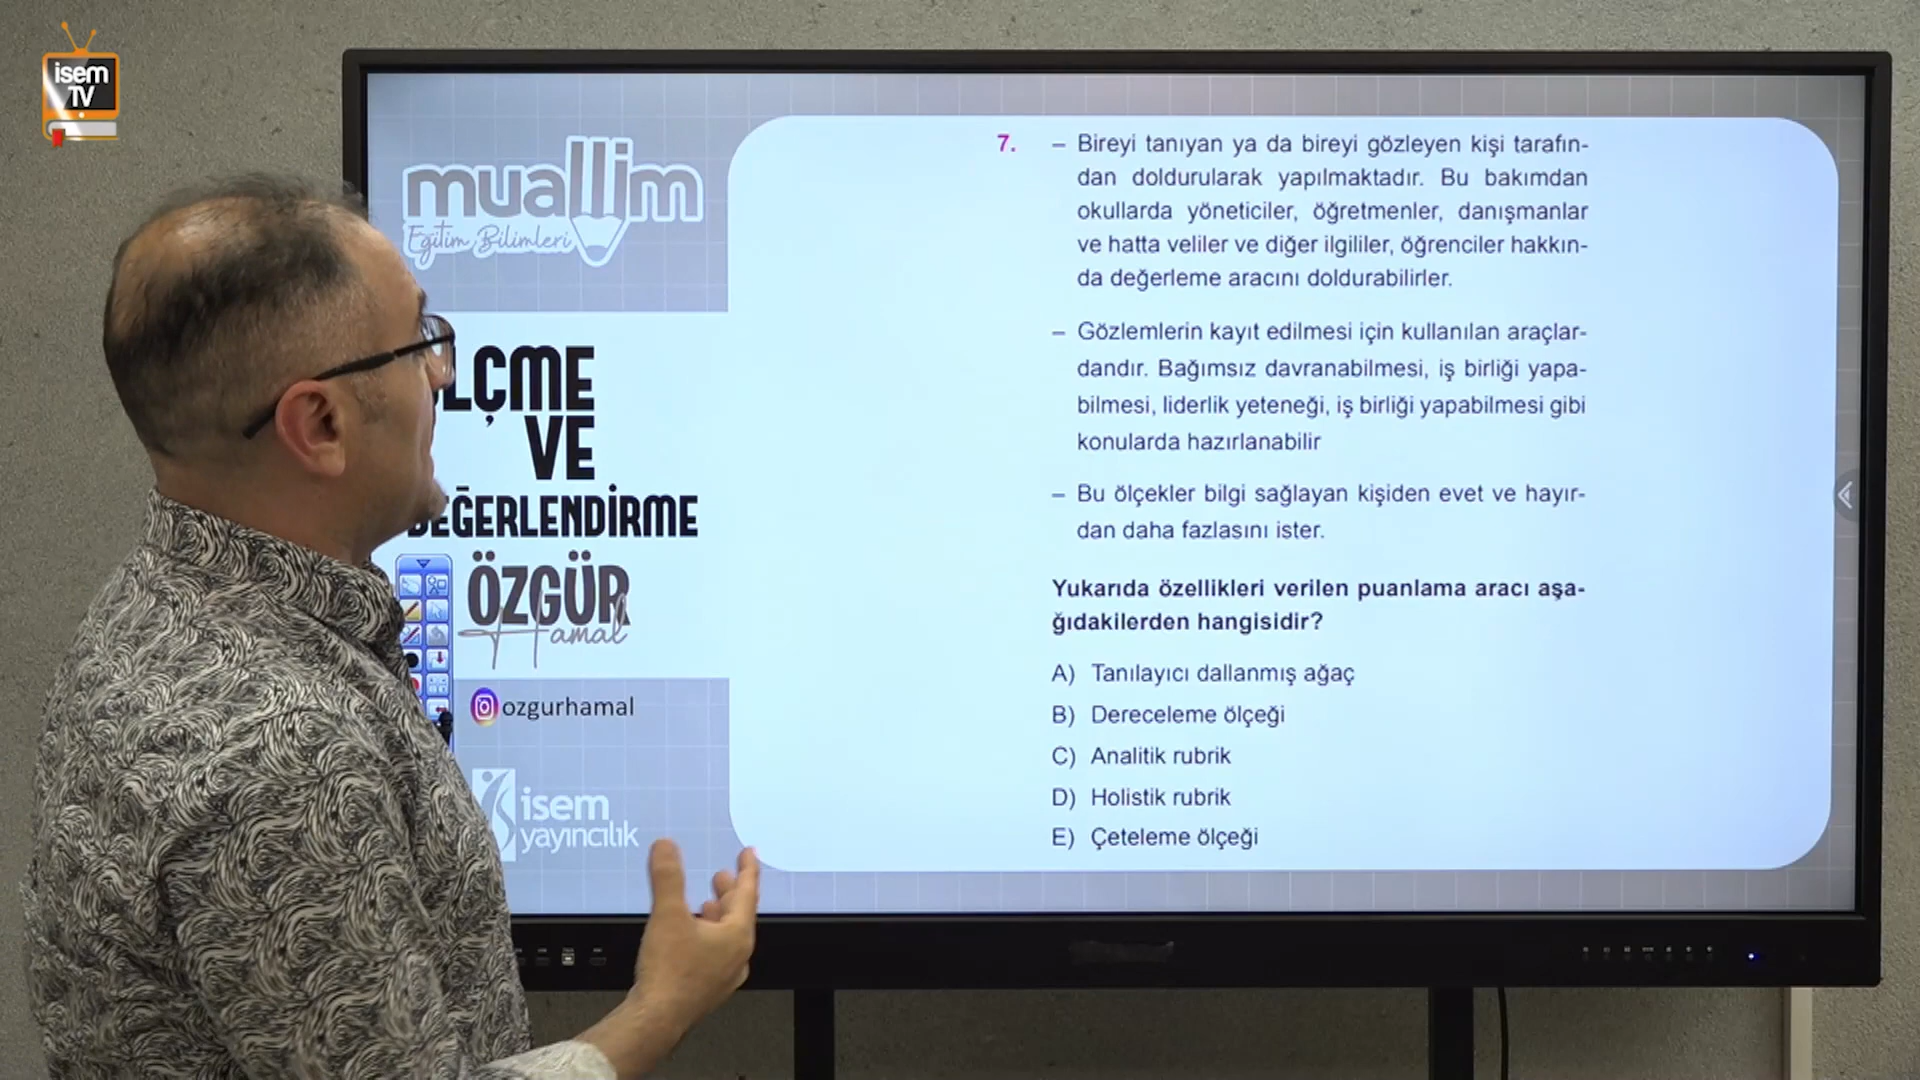 isem
TV
muallim
Eğitim Bilimleri
LÇME
VE
DEĞERLENDİRME
ÖZGÜR
Hamal
ozgurhamal
isem
yayıncılık
7. – Bireyi tanıyan ya da bireyi gözleyen kişi tarafın-
dan doldurularak yapılmaktadır. Bu bakımdan
okullarda yöneticiler, öğretmenler, danışmanlar
ve hatta veliler ve diğer ilgililer, öğrenciler hakkın-
da değerleme aracını doldurabilirler.
– Gözlemlerin kayıt edilmesi için kullanılan araçlar-
dandır. Bağımsız davranabilmesi, iş birliği yapa-
bilmesi, liderlik yeteneği, iş birliği yapabilmesi gibi
konularda hazırlanabilir
– Bu ölçekler bilgi sağlayan kişiden evet ve hayır-
dan daha fazlasını ister.
Yukarıda özellikleri verilen puanlama aracı aşa-
ğıdakilerden hangisidir?
A) Tanılayıcı dallanmış ağaç
B) Dereceleme ölçeği
C) Analitik rubrik
D) Holistik rubrik
E) Çeteleme ölçeği